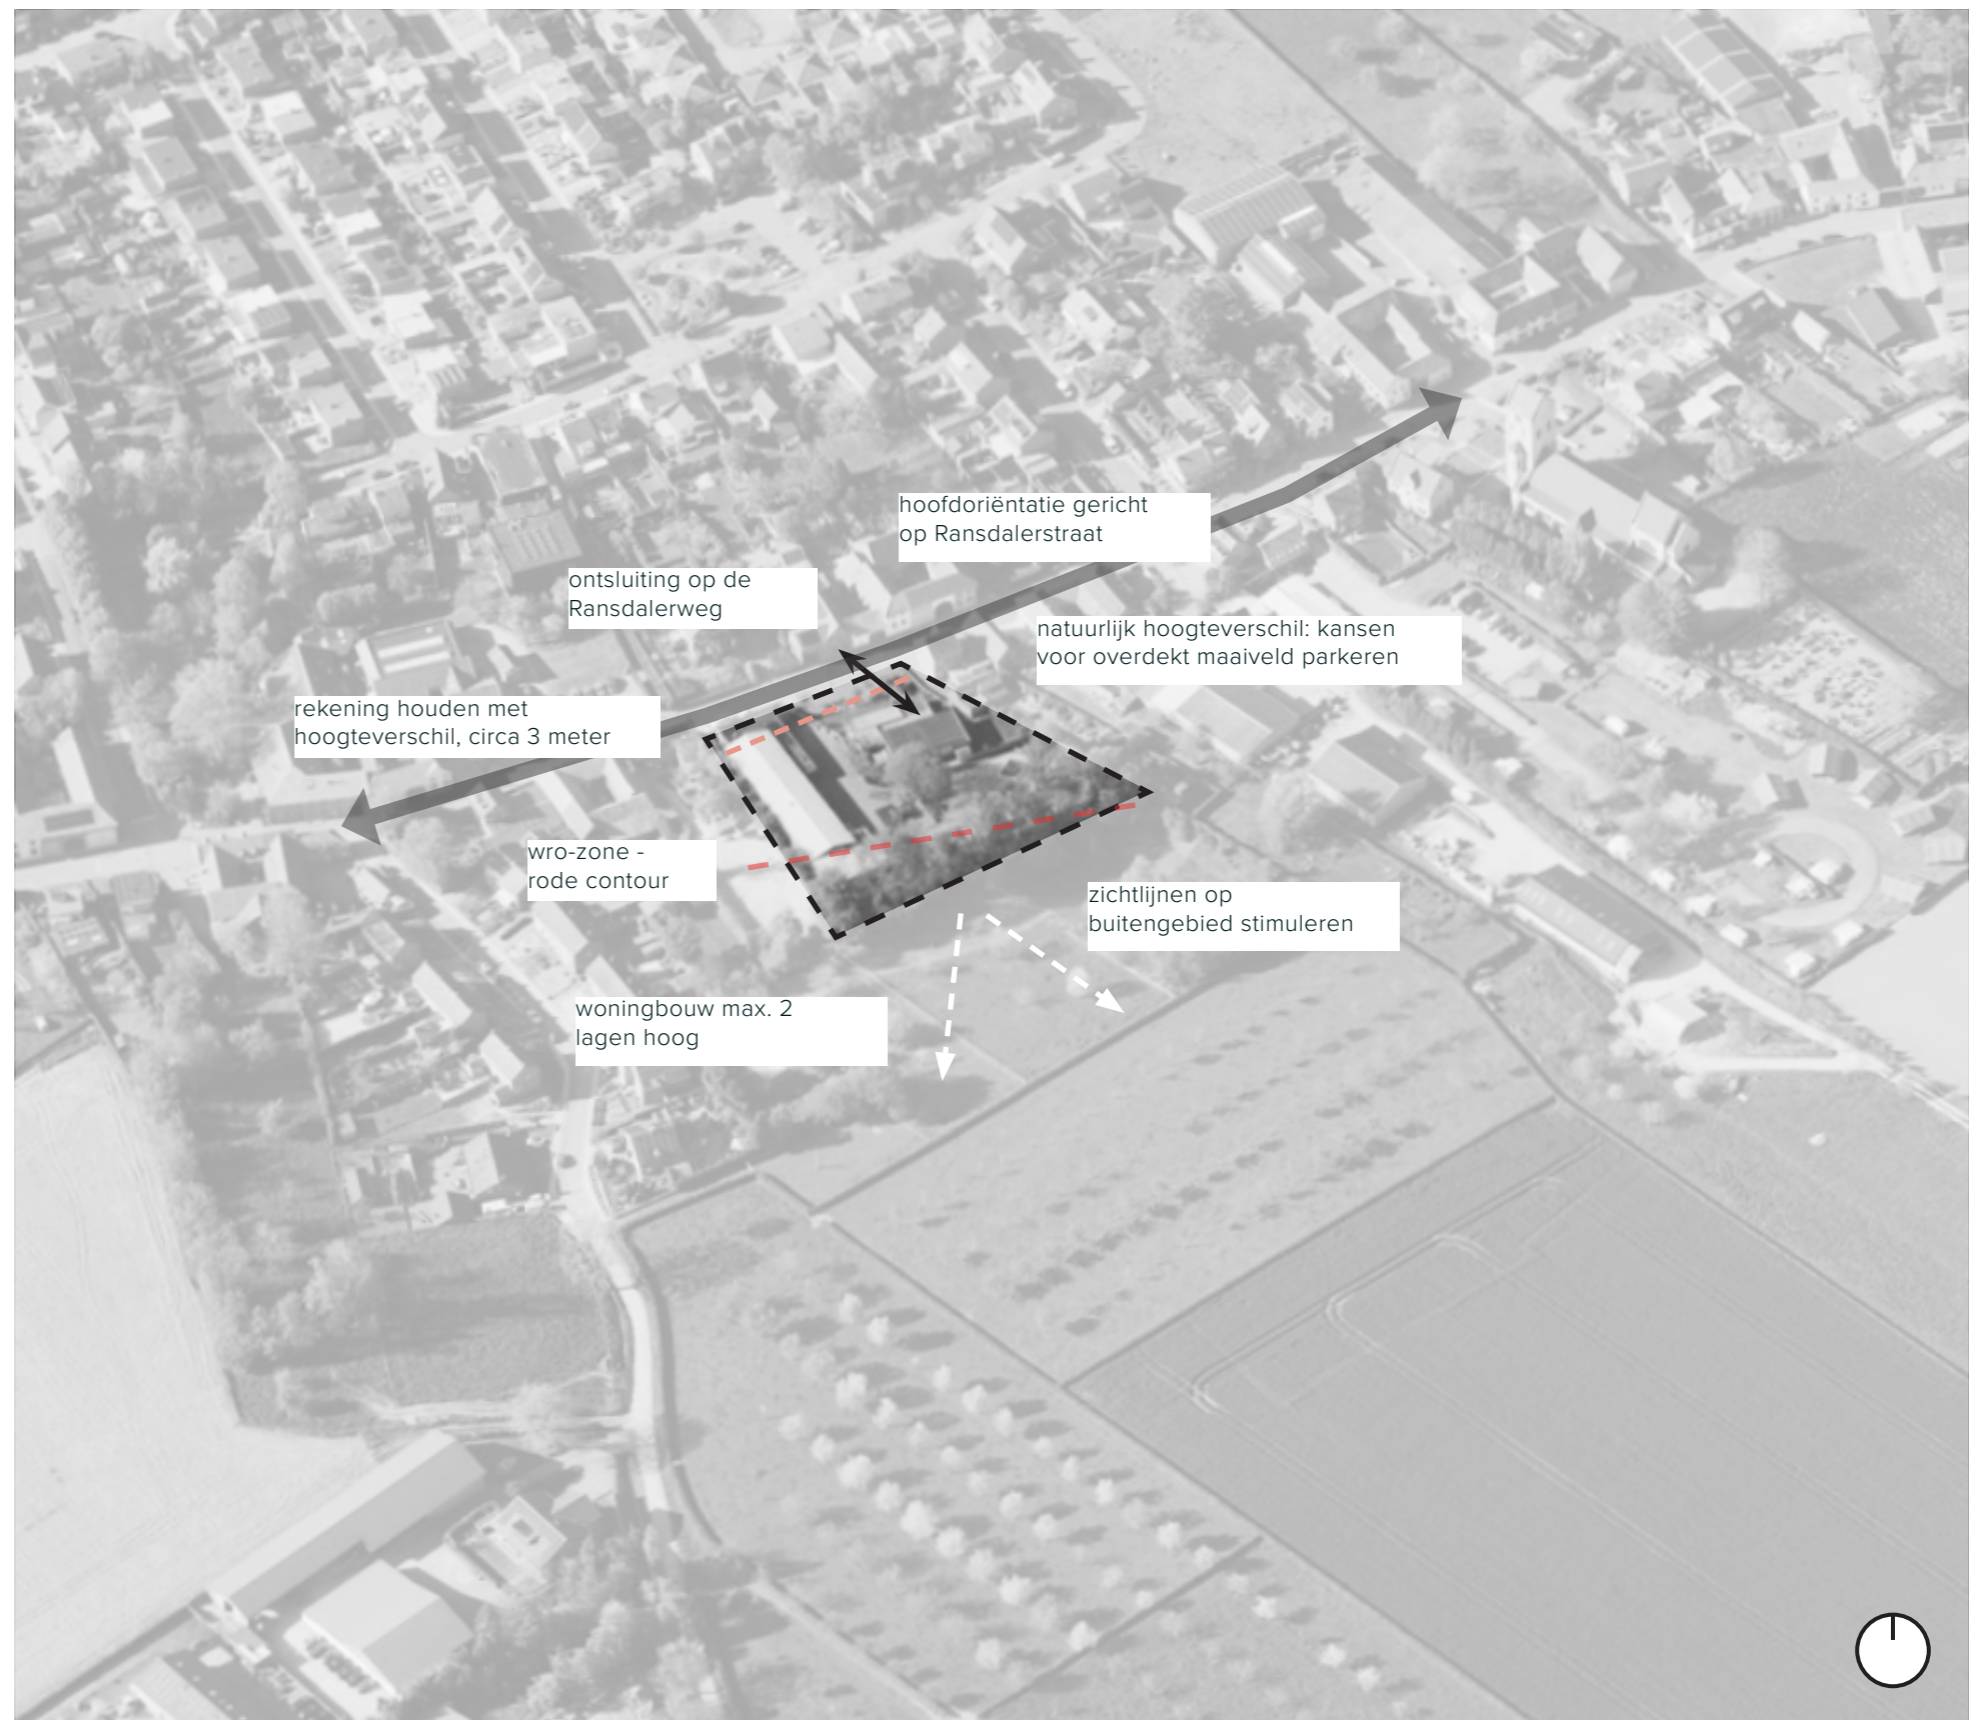 hoofdoriëntatie gericht
op Ransdalerstraat
ontsluiting op de
Ransdalerweg
natuurlijk hoogteverschil: kansen
voor overdekt maaiveld parkeren
rekening houden met
hoogteverschil, circa 3 meter
wro-zone -
rode contour
zichtlijnen op
buitengebied stimuleren
woningbouw max. 2
lagen hoog